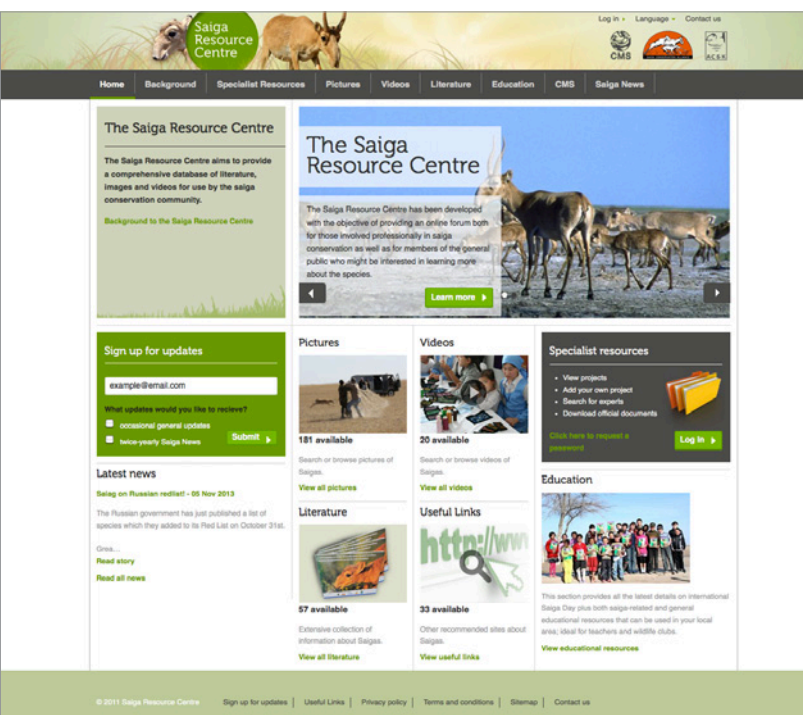 Log in
Language
Contact us
Saiga
Resource
Centre
CMS
ACBK
Home
Background
Specialist Resources
Pictures
Videos
Literature
Education
CMS
Saiga News
The Saiga Resource Centre
The Saiga Resource Centre aims to provide
a comprehensive database of literature,
images and videos for use by the saiga
conservation community.
Background to the Saiga Resource Centre
The Saiga
Resource Centre
The Saiga Resource Centre has been developed
with the objective of providing an online forum both
for those involved professionally in saiga
conservation as well as for members of the general
public who might be interested in learning more
about the species.
Learn more
Sign up for updates
example@email.com
What updates would you like to recieve?
occasional general updates
twice-yearly Saiga News
Submit
Latest news
Saiag on Russian redlist! - 05 Nov 2013
The Russian government has just published a list of
species which they added to its Red List on October 31st.
Grea...
Read story
Read all news
Pictures
181 available
Search or browse pictures of
Saigas.
View all pictures
Videos
20 available
Search or browse videos of
Saigas.
View all videos
Literature
57 available
Extensive collection of
information about Saigas.
View all literature
Useful Links
http://www
33 available
Other recommended sites about
Saigas.
View useful links
Specialist resources
View projects
Add your own project
Search for experts
Download official documents
Click here to request a
password
Log in
Education
This section provides all the latest details on International
Saiga Day plus both saiga-related and general
educational resources that can be used in your local
area; ideal for teachers and wildlife clubs.
View educational resources
© 2011 Saiga Resource Centre
Sign up for updates
Useful Links
Privacy policy
Terms and conditions
Sitemap
Contact us